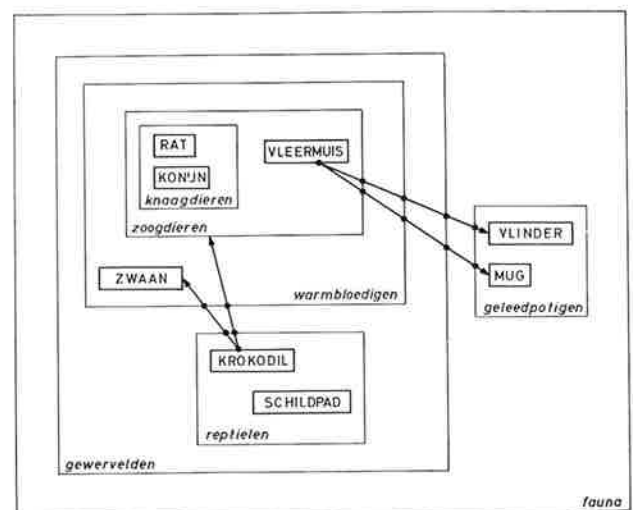 RAT
KONIJN
knaagdieren
zoogdieren
VLEERMUIS
VLINDER
MUG
geleedpotigen
ZWAAN
warmbloedigen
KROKODIL
SCHILDPAD
reptielen
gewervelden
fauna